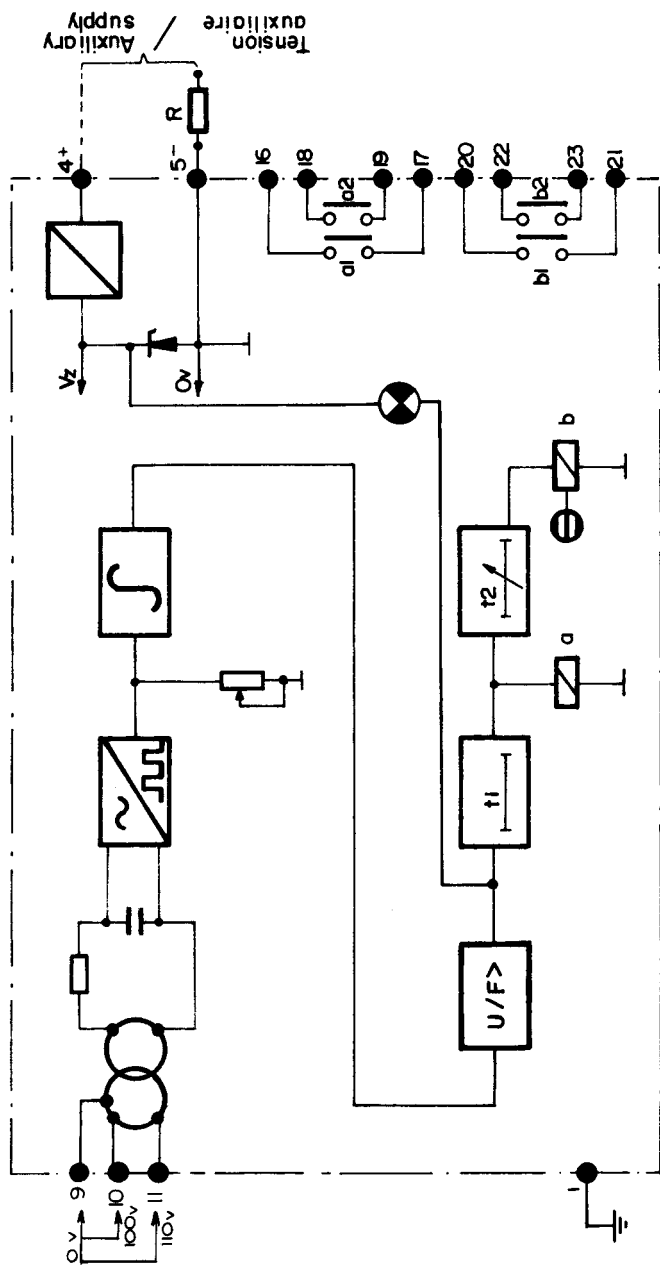 Tension
auxiliaire
/
Auxiliary
supply
4+
R
5-
16
18
19
17
20
22
23
21
a2
a1
b2
b1
Vz
0v
b
a
t2
t1
U/F>
9
10
11
0v
100v
110v
1